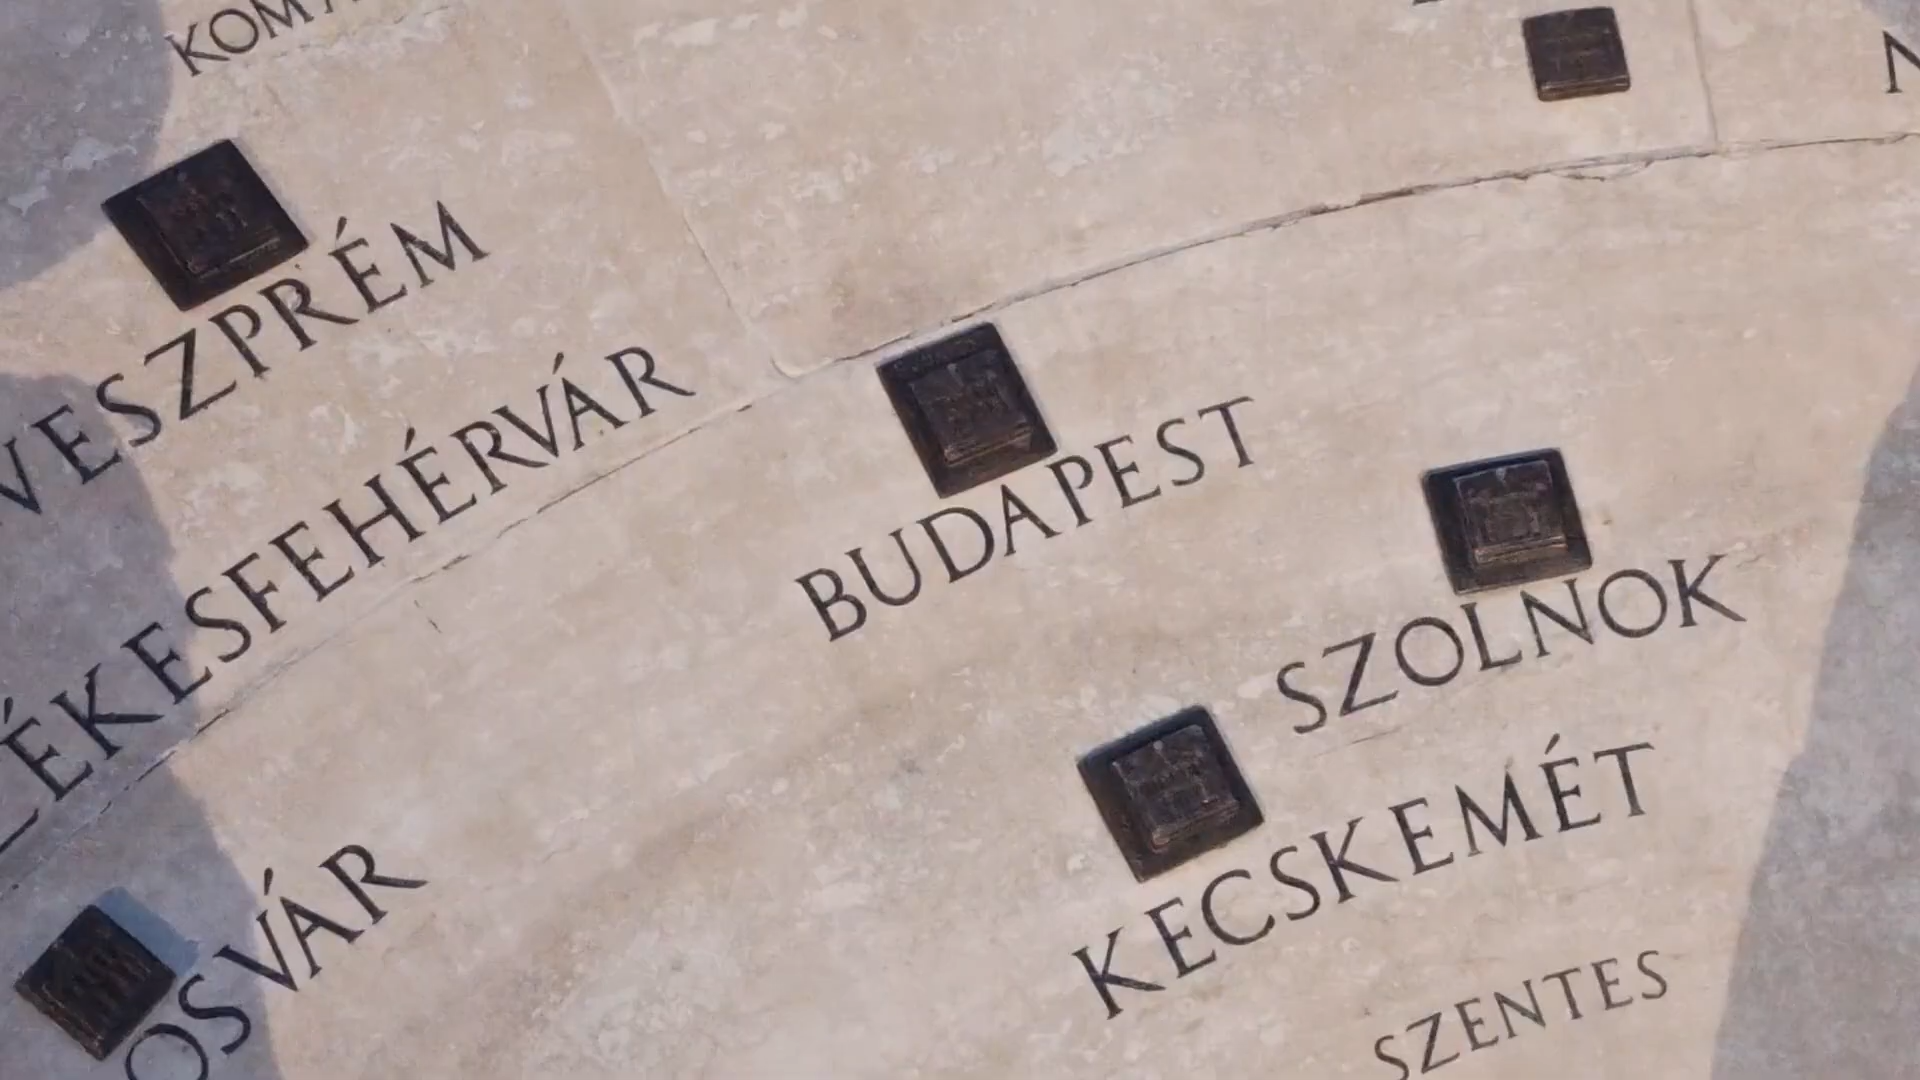 VESZPRÉM
ÉKESFEHÉRVÁR
BUDAPEST
SZOLNOK
KECSKEMÉT
OSVÁR
SZENTES